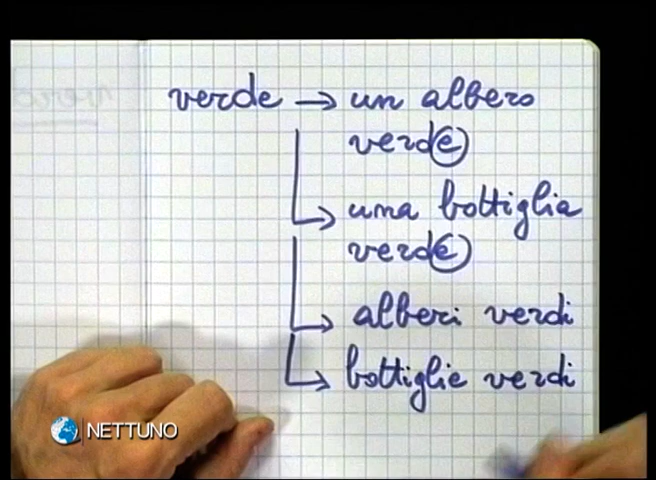 verde → un albero
verde
→ una bottiglia
verde
→ alberi verdi
→ bottiglie verdi
NETTUNO